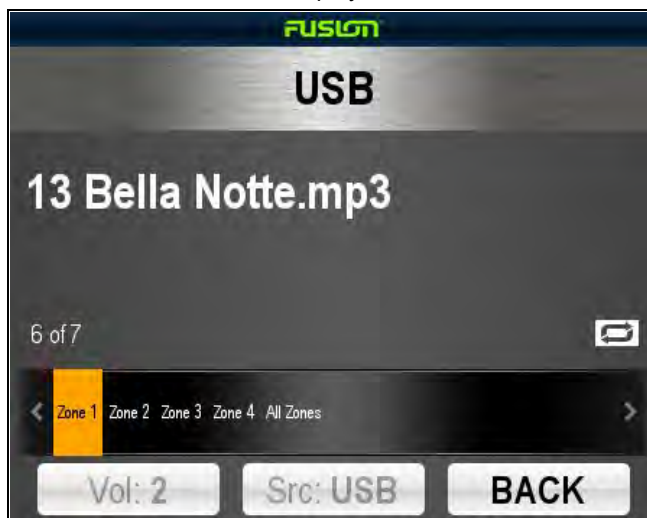 FUSION
USB
13 Bella Notte.mp3
6 of 7
< Zone 1 Zone 2 Zone 3 Zone 4 All Zones >
Vol: 2 Src: USB BACK